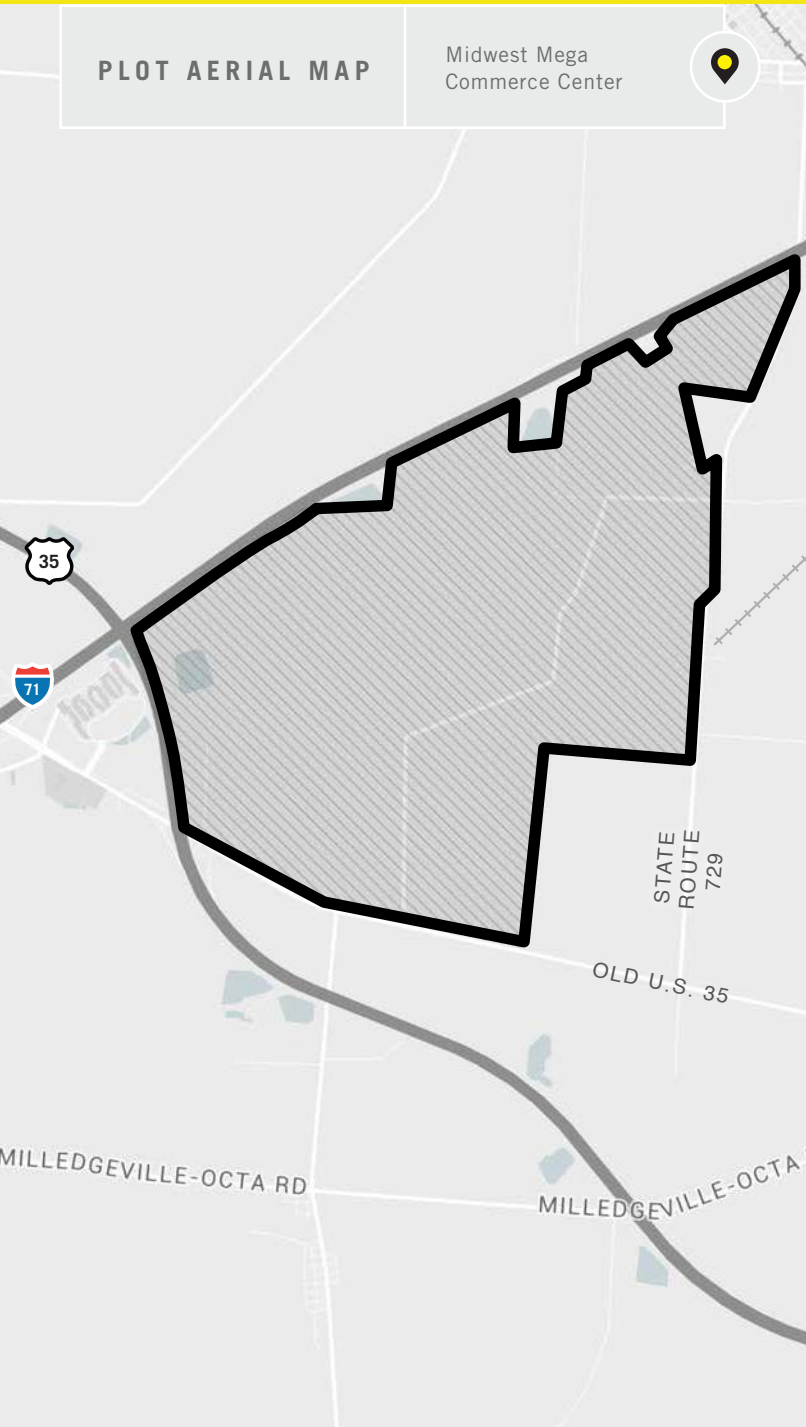 PLOT AERIAL MAP
Midwest Mega
Commerce Center
35
71
STATE
ROUTE
729
OLD U.S. 35
MILLEDGEVILLE-OCTA RD
MILLEDGEVILLE-OCTA